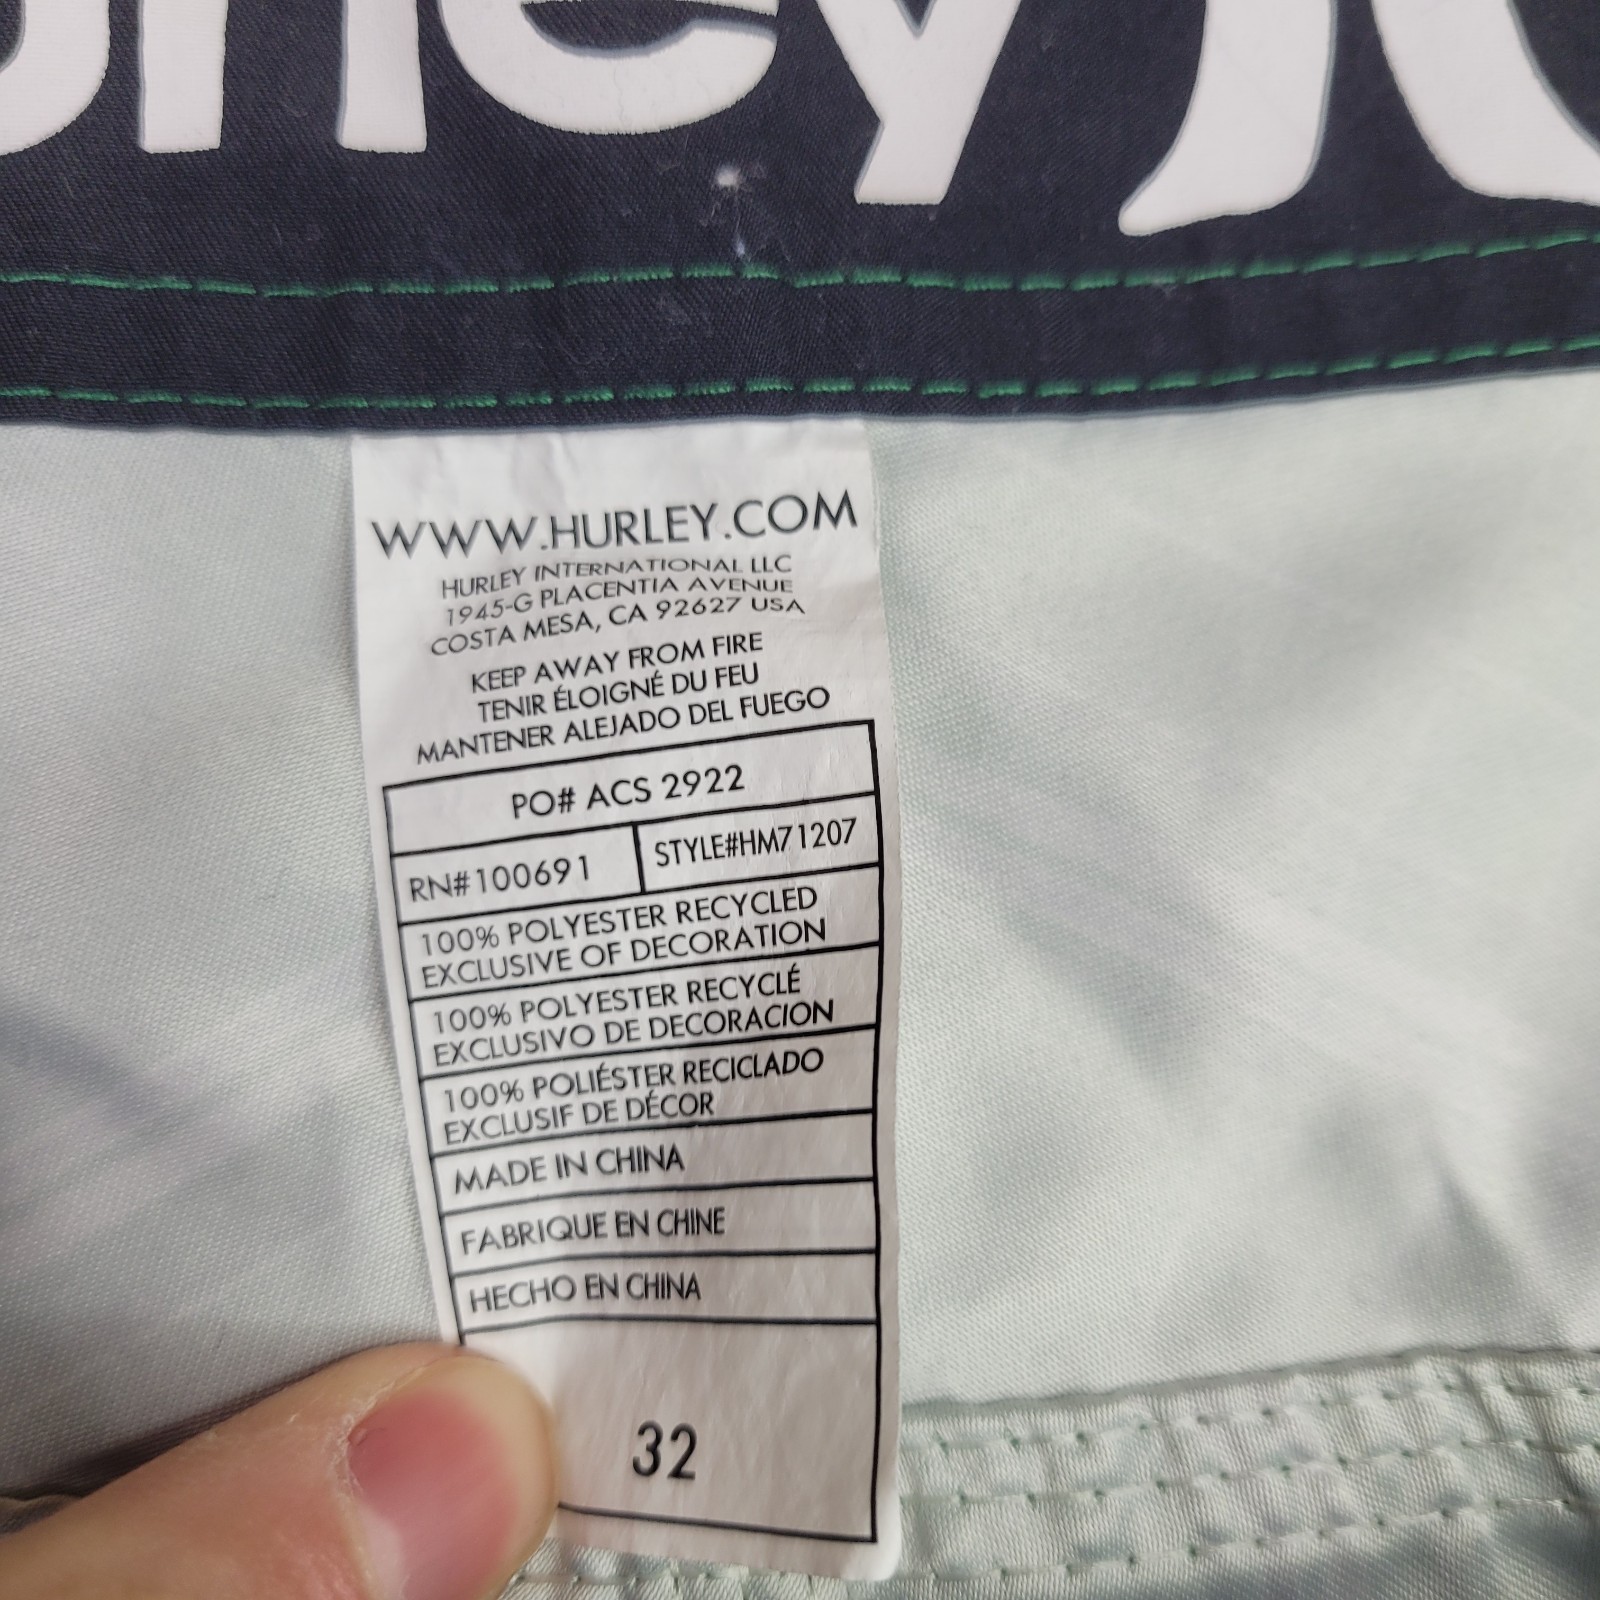 WWW.HURLEY.COM
HURLEY INTERNATIONAL LLC
1945-G PLACENTIA AVENUE
COSTA MESA, CA 92627 USA
KEEP AWAY FROM FIRE
TENIR ÉLOIGNÉ DU FEU
MANTENER ALEJADO DEL FUEGO
PO# ACS 2922
RN#100691 STYLE#HM71207
100% POLYESTER RECYCLED
EXCLUSIVE OF DECORATION
100% POLYESTER RECYCLÉ
EXCLUSIVO DE DECORACION
100% POLIÉSTER RECICLADO
EXCLUSIF DE DÉCOR
MADE IN CHINA
FABRIQUE EN CHINE
HECHO EN CHINA
32